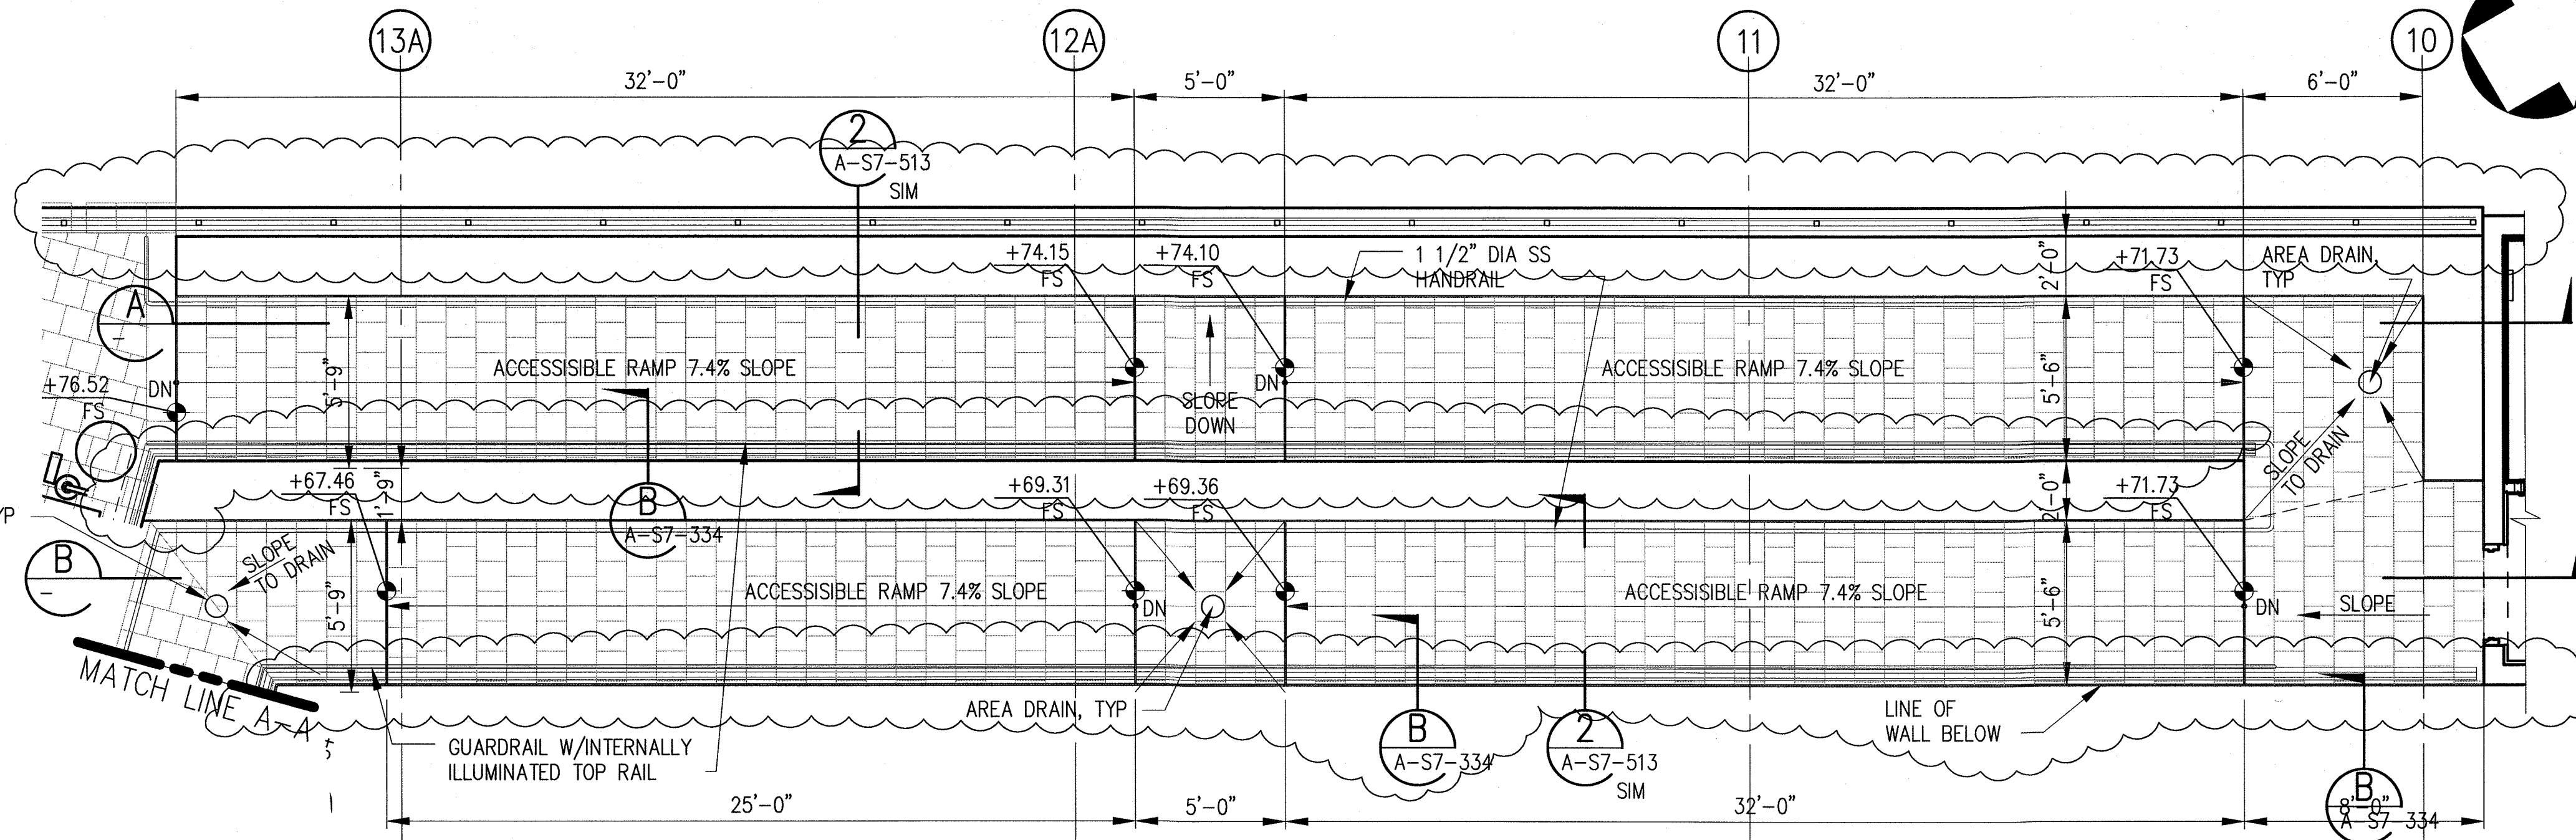 13A
12A
11
10
32'-0"
5'-0"
32'-0"
6'-0"
2
A-S7-513
SIM
+74.15
FS
+74.10
FS
1 1/2" DIA SS
HANDRAIL
2'-0"
+71.73
FS
AREA DRAIN,
TYP
A
-
+76.52
FS
DN
5'-9"
ACCESSISIBLE RAMP 7.4% SLOPE
SLOPE
DOWN
DN
ACCESSISIBLE RAMP 7.4% SLOPE
5'-6"
SLOPE
TO DRAIN
+67.46
FS
1'-9"
B
A-S7-334
+69.31
FS
+69.36
FS
2'-0"
+71.73
FS
YP
B
-
SLOPE
TO DRAIN
5'-9"
ACCESSISIBLE RAMP 7.4% SLOPE
DN
ACCESSISIBLE RAMP 7.4% SLOPE
5'-6"
DN
SLOPE
MATCH LINE A-A
AREA DRAIN, TYP
GUARDRAIL W/INTERNALLY
ILLUMINATED TOP RAIL
B
A-S7-334
2
A-S7-513
SIM
LINE OF
WALL BELOW
B
A-S7-334
25'-0"
5'-0"
32'-0"
8'-0"